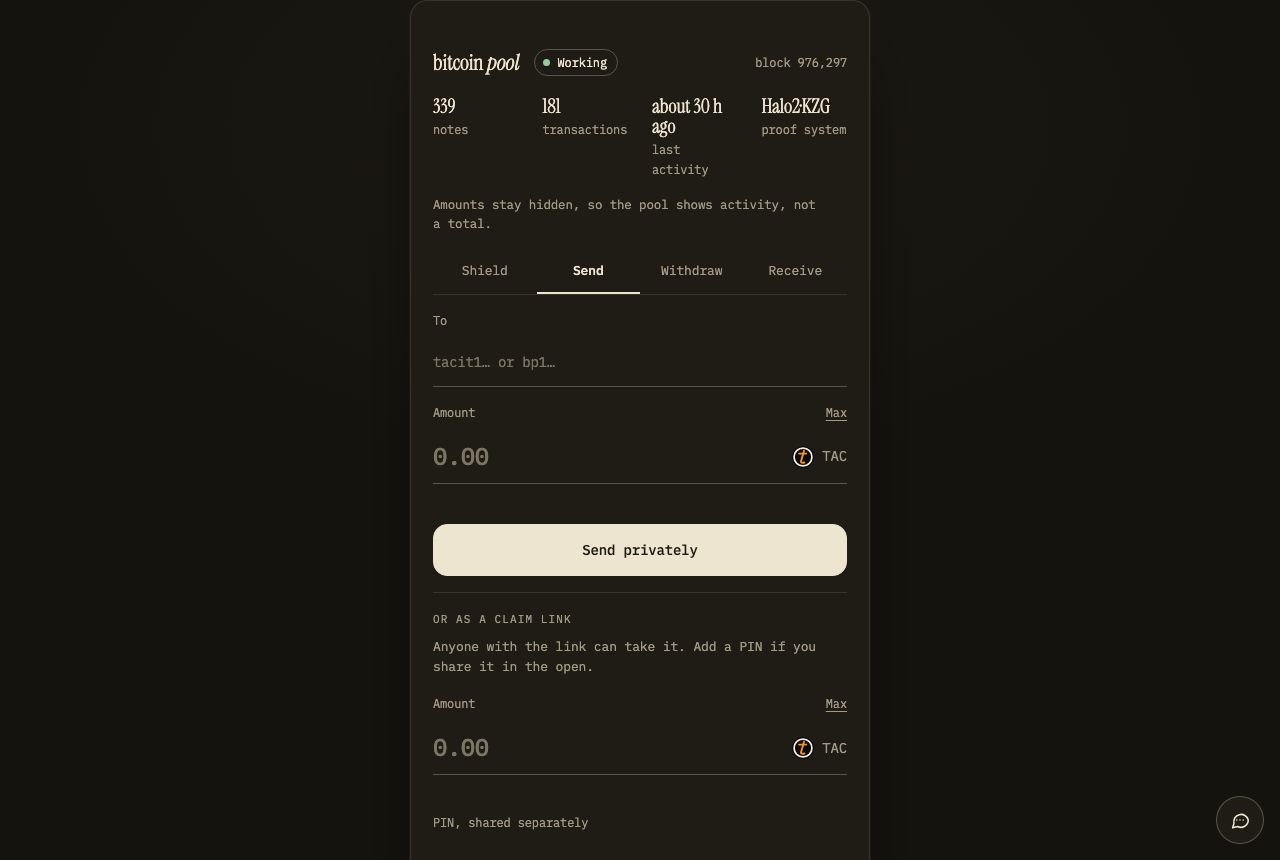 bitcoin pool
Working
block 976,297
339
notes
181
transactions
about 30 h
ago
last
activity
Halo2·KZG
proof system
Amounts stay hidden, so the pool shows activity, not
a total.
Shield
Send
Withdraw
Receive
To
tacit1… or bp1…
Amount
Max
0.00
TAC
Send privately
OR AS A CLAIM LINK
Anyone with the link can take it. Add a PIN if you
share it in the open.
Amount
Max
0.00
TAC
PIN, shared separately